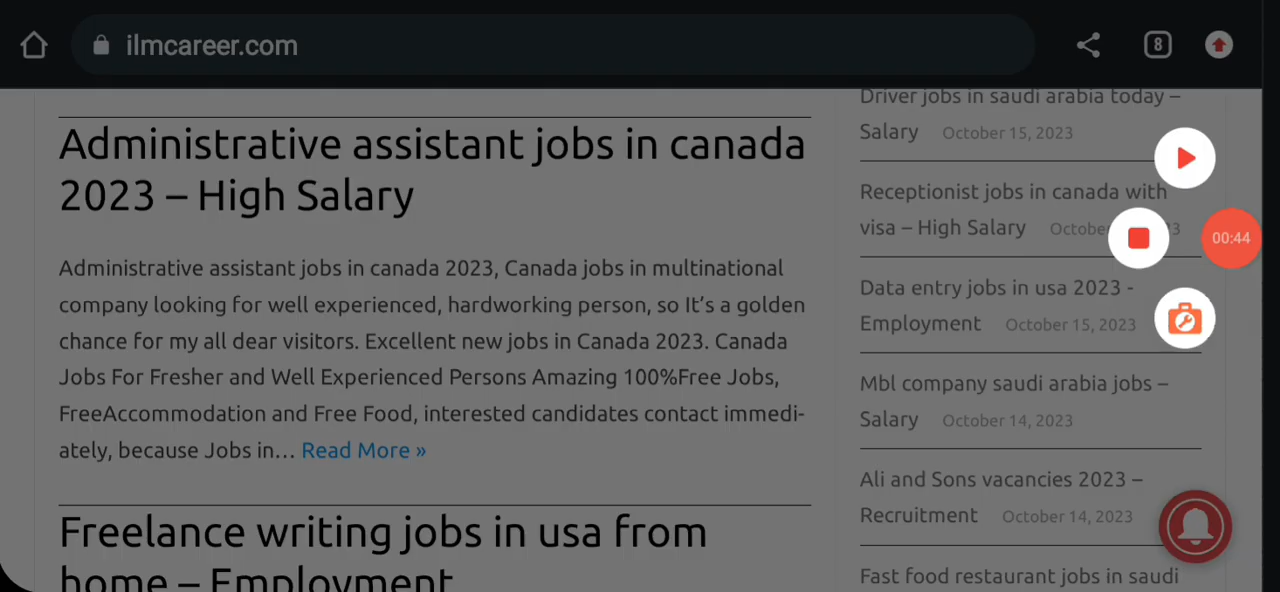 ilmcareer.com
8
Administrative assistant jobs in canada
2023 – High Salary
Administrative assistant jobs in canada 2023, Canada jobs in multinational
company looking for well experienced, hardworking person, so It's a golden
chance for my all dear visitors. Excellent new jobs in Canada 2023. Canada
Jobs For Fresher and Well Experienced Persons Amazing 100%Free Jobs,
FreeAccommodation and Free Food, interested candidates contact immedi-
ately, because Jobs in… Read More »
Freelance writing jobs in usa from
home – Employment
Driver jobs in saudi arabia today –
Salary October 15, 2023
Receptionist jobs in canada with
visa – High Salary
00:44
Data entry jobs in usa 2023 -
Employment October 15, 2023
Mbl company saudi arabia jobs –
Salary October 14, 2023
Ali and Sons vacancies 2023 –
Recruitment October 14, 2023
Fast food restaurant jobs in saudi